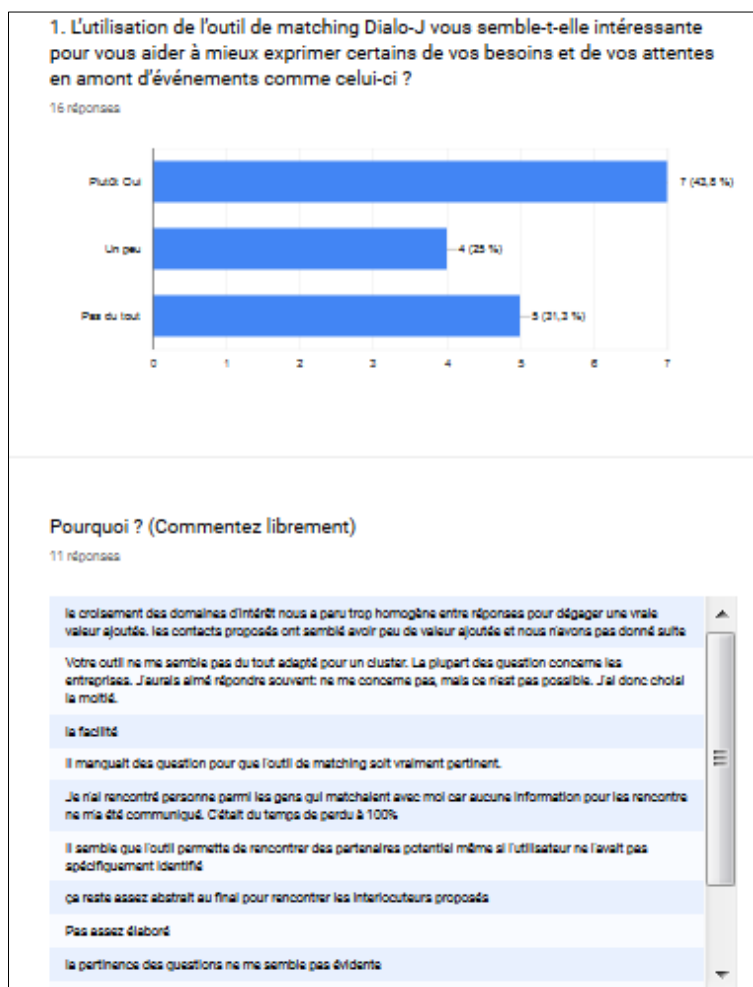 1. L'utilisation de l'outil de matching Dialo-J vous semble-t-elle intéressante
pour vous aider à mieux exprimer certains de vos besoins et de vos attentes
en amont d'événements comme celui-ci ?
16 réponses
Plutôt Oui
7 (43,8 %)
Un peu
4 (25 %)
Pas du tout
5 (31,3 %)
0 1 2 3 4 5 6 7
Pourquoi ? (Commentez librement)
11 réponses
le croisement des domaines d'intérêt nous a paru trop homogène entre réponses pour dégager une vraie
valeur ajoutée. les contacts proposés ont semblé avoir peu de valeur ajoutée et nous n'avons pas donné suite
Votre outil ne me semble pas du tout adapté pour un cluster. La plupart des question concerne les
entreprises. J'aurais aimé répondre souvent: ne me concerne pas, mais ce n'est pas possible. J'ai donc choisi
la moitié.
la facilité
Il manquait des question pour que l'outil de matching soit vraiment pertinent.
Je n'ai rencontré personne parmi les gens qui matchaient avec moi car aucune information pour les rencontre
ne m'a été communiqué. C'était du temps de perdu à 100%
Il semble que l'outil permette de rencontrer des partenaires potentiel même si l'utilisateur ne l'avait pas
spécifiquement identifié
ça reste assez abstrait au final pour rencontrer les interlocuteurs proposés
Pas assez élaboré
la pertinence des questions ne me semble pas évidente